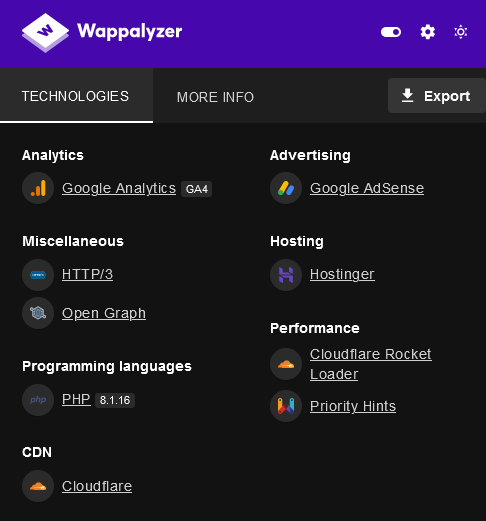 Wappalyzer
TECHNOLOGIES
MORE INFO
Export
Analytics
Google Analytics GA4
Miscellaneous
HTTP/3
Open Graph
Programming languages
php PHP 8.1.16
CDN
Cloudflare
Advertising
Google AdSense
Hosting
Hostinger
Performance
Cloudflare Rocket
Loader
Priority Hints